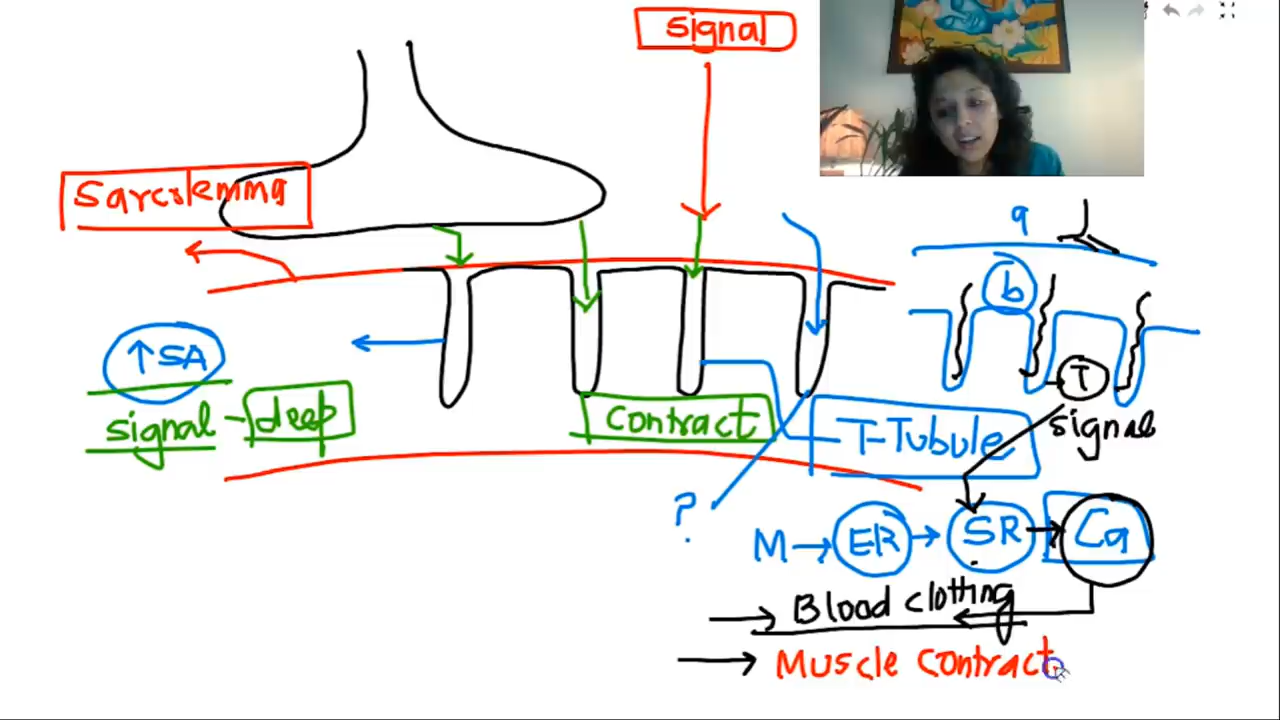 signal
Sarcolemma
a
b
↑SA
T
signal - deep
contract
T-Tubule
signal
?
M → ER → SR → Ca
→ Blood clotting
→ Muscle contract